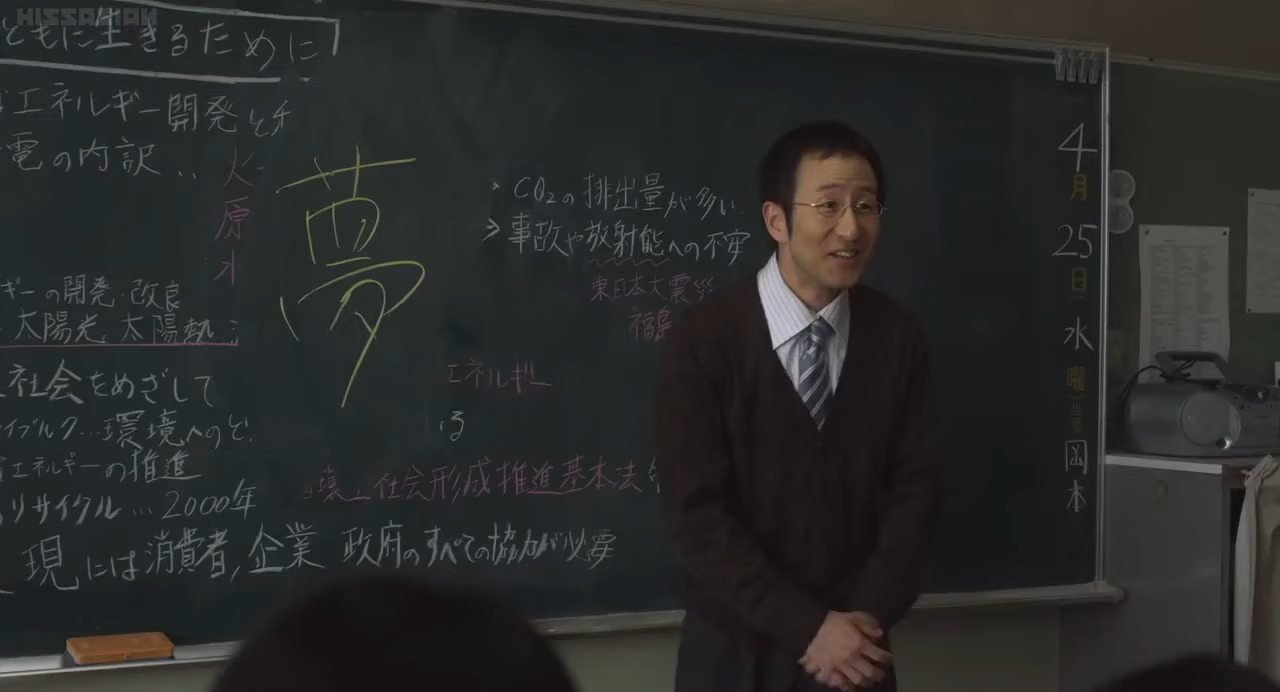 HISSATMAN
ともに生きるために
エネルギー開発と
電の内訳‥
火
原
水
夢
CO₂の排出量が多い
事故や放射能への不安
東日本大震災
福島
ギーの開発・改良
太陽光 太陽熱
社会をめざして
イブルク…環境への
エネルギーの推進
リサイクル…2000年
現には消費者, 企業 政府のすべての協力が必要
エネルギー
る
社会形成推進基本法
4
月
25
日
水
曜
日
岡
本